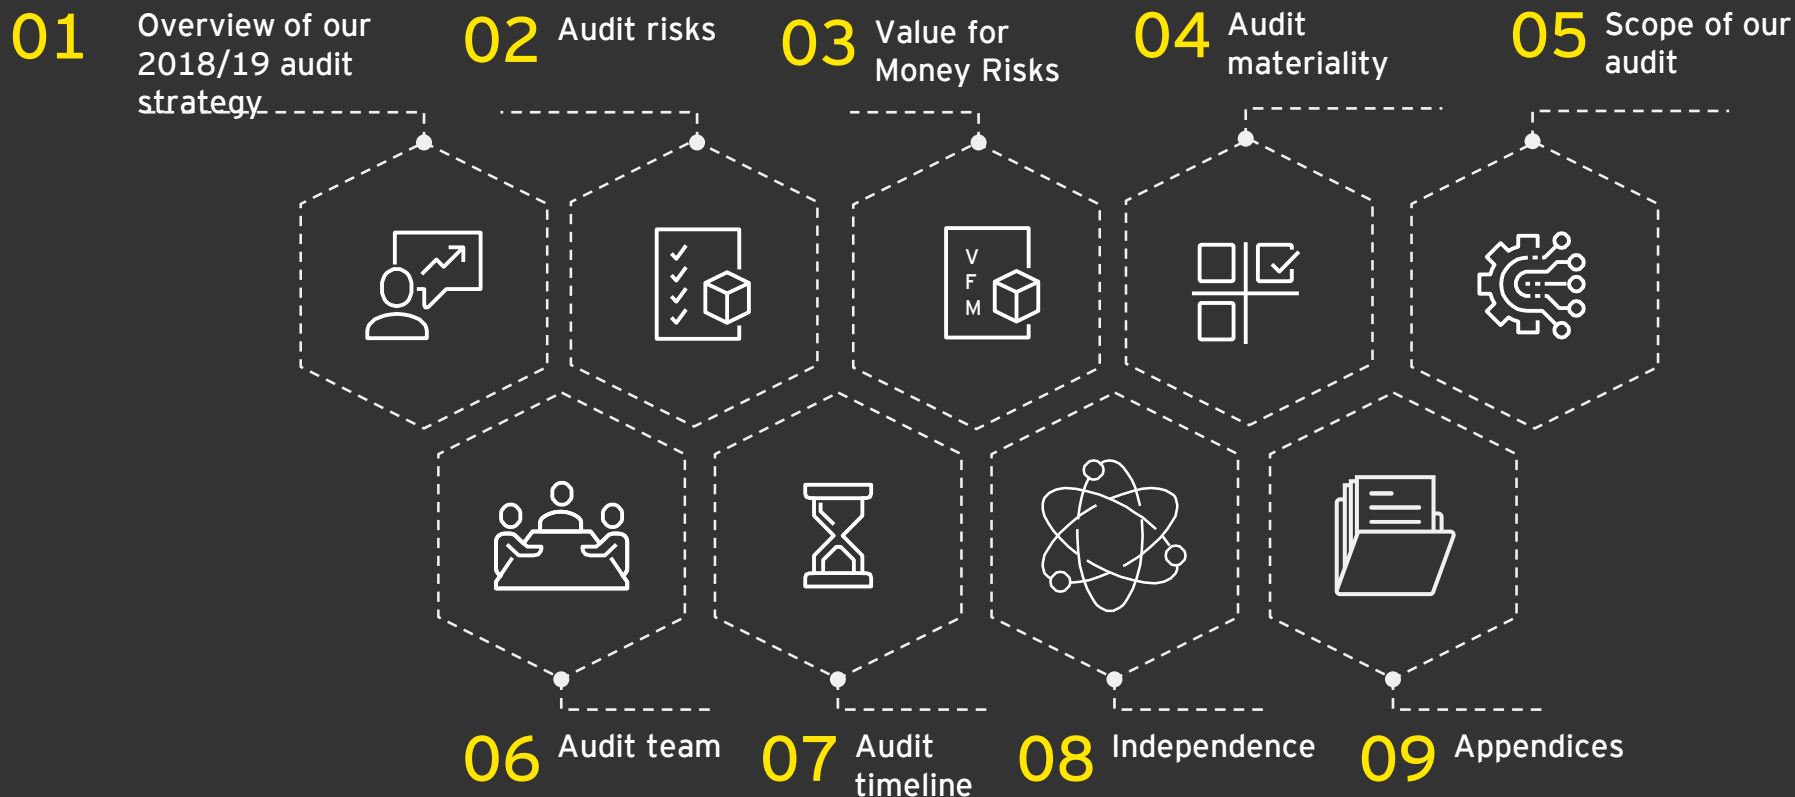 01
Overview of our
2018/19 audit
strategy
02
Audit risks
03
Value for
Money Risks
04
Audit
materiality
05
Scope of our
audit
V
F
M
06
Audit team
07
Audit
timeline
08
Independence
09
Appendices